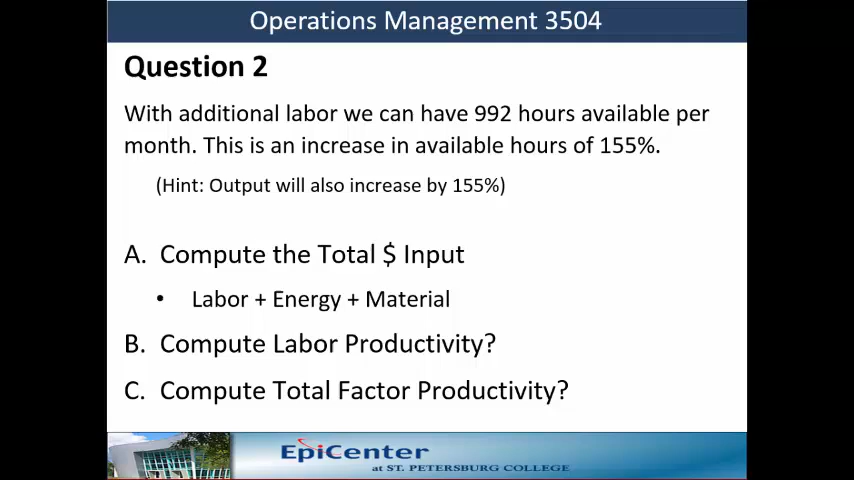 Operations Management 3504
Question 2
With additional labor we can have 992 hours available per
month. This is an increase in available hours of 155%.
(Hint: Output will also increase by 155%)
A. Compute the Total $ Input
• Labor + Energy + Material
B. Compute Labor Productivity?
C. Compute Total Factor Productivity?
EpiCenter
at ST. PETERSBURG COLLEGE